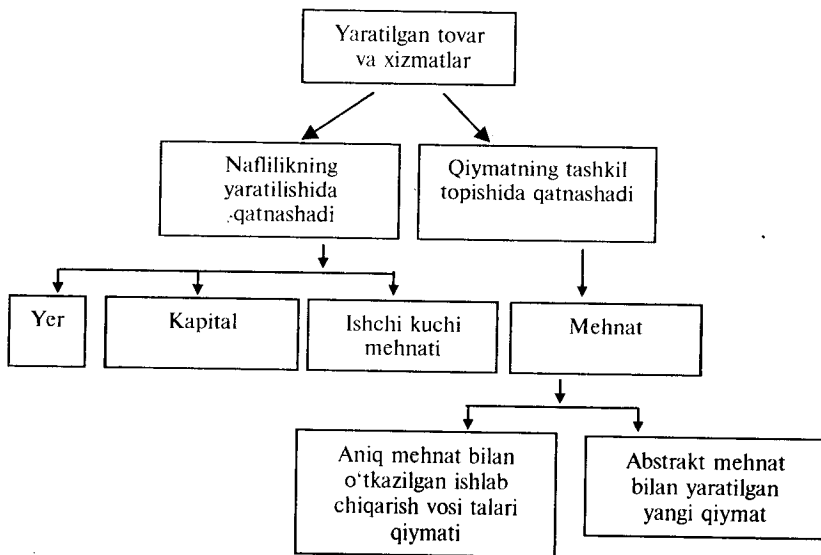 Yaratilgan tovar
va xizmatlar
Naflilikning
yaratilishida
qatnashadi
Qiymatning tashkil
topishida qatnashadi
Yer
Kapital
Ishchi kuchi
mehnati
Mehnat
Aniq mehnat bilan
o‘tkazilgan ishlab
chiqarish vosi talari
qiymati
Abstrakt mehnat
bilan yaratilgan
yangi qiymat